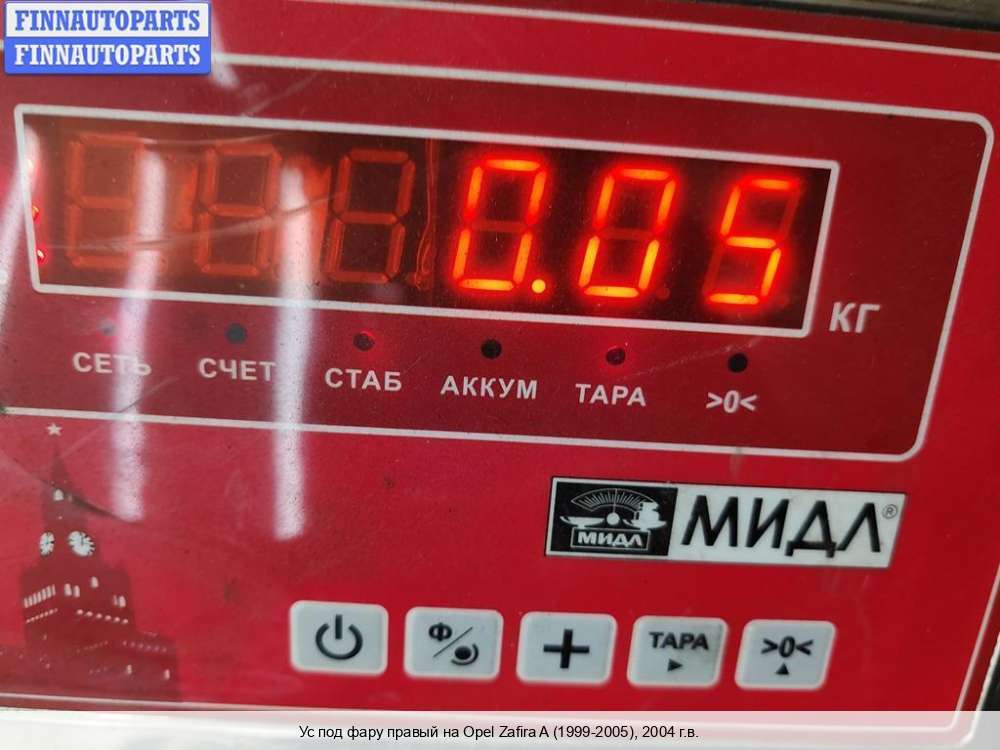 FINNAUTOPARTS
FINNAUTOPARTS
0.05
КГ
СЕТЬ СЧЕТ СТАБ АККУМ ТАРА >0<
МИДЛ МИДЛ®
Ф ТАРА >0<
Ус под фару правый на Opel Zafira A (1999-2005), 2004 г.в.